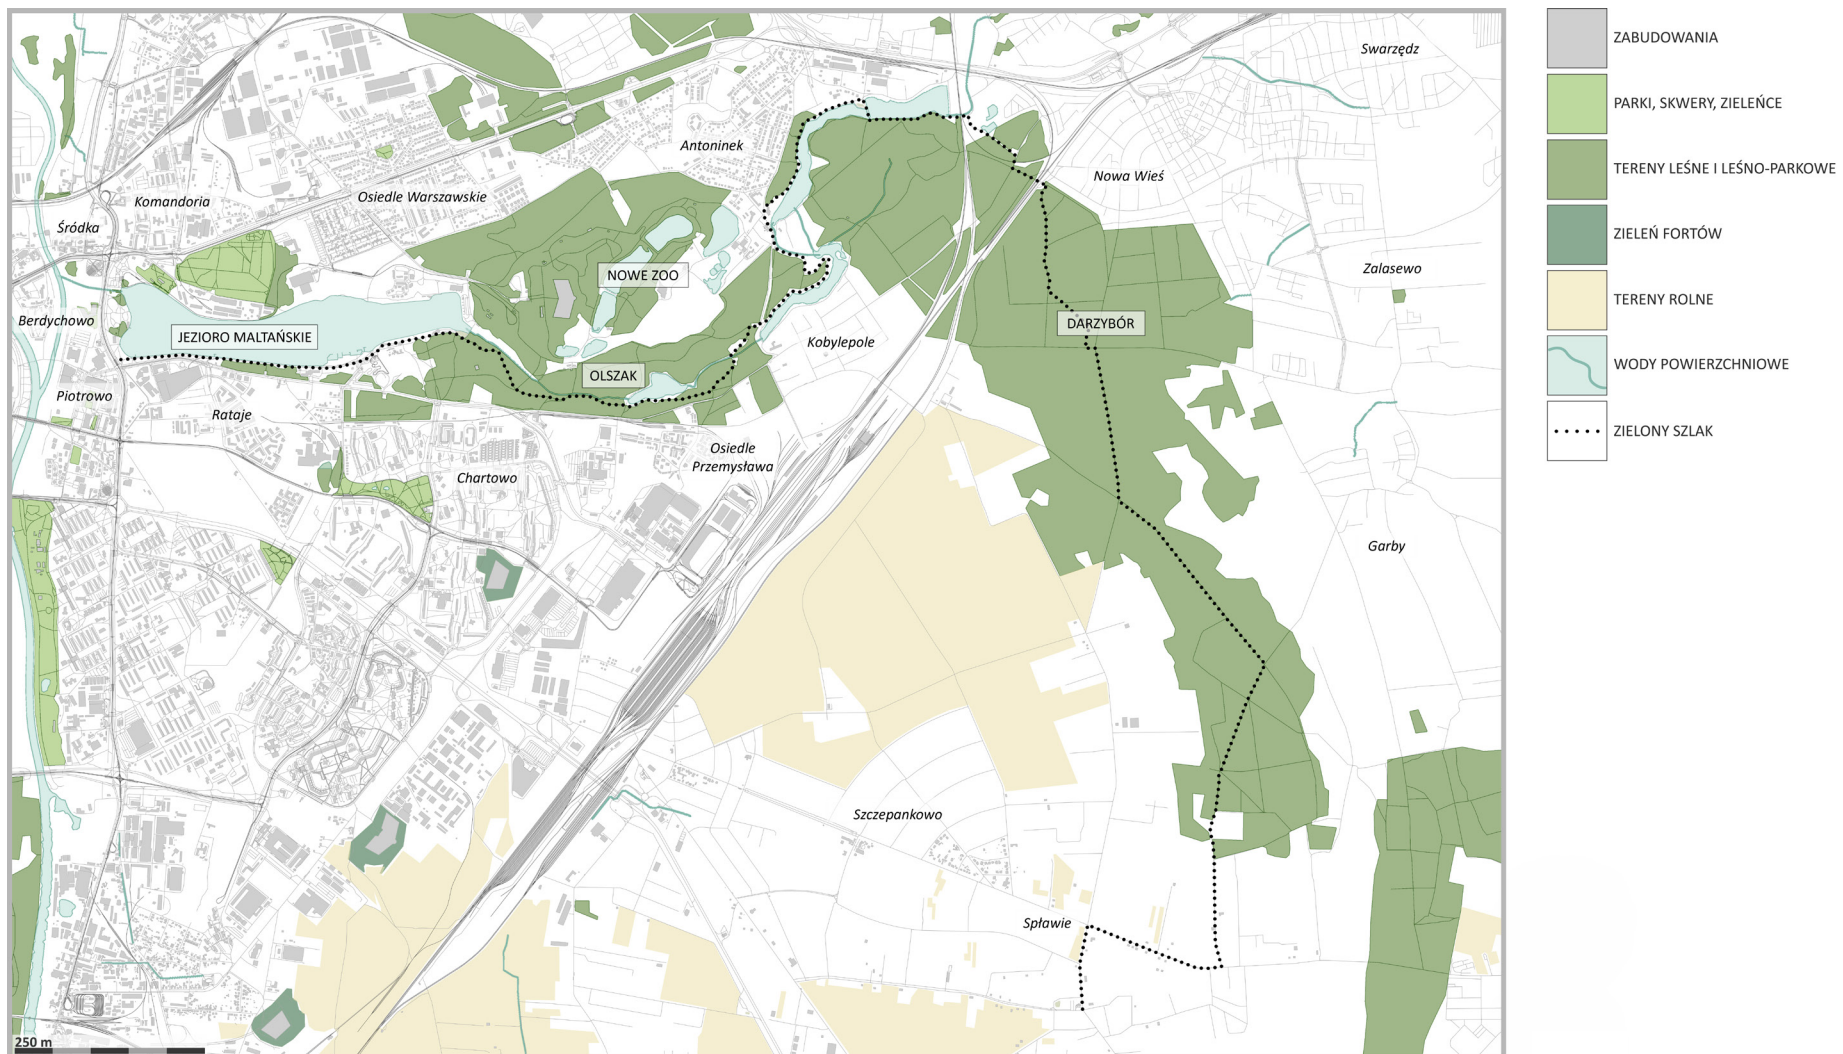 Swarzędz
Antoninek
Nowa Wieś
Osiedle Warszawskie
Komandoria
Śródka
NOWE ZOO
Zalasewo
Berdychowo
JEZIORO MALTAŃSKIE
DARZYBÓR
Kobylepole
OLSZAK
Piotrowo
Rataje
Osiedle
Przemysława
Chartowo
Garby
Szczepankowo
Spławie
250 m
ZABUDOWANIA
PARKI, SKWERY, ZIELEŃCE
TERENY LEŚNE I LEŚNO-PARKOWE
ZIELEŃ FORTÓW
TERENY ROLNE
WODY POWIERZCHNIOWE
ZIELONY SZLAK